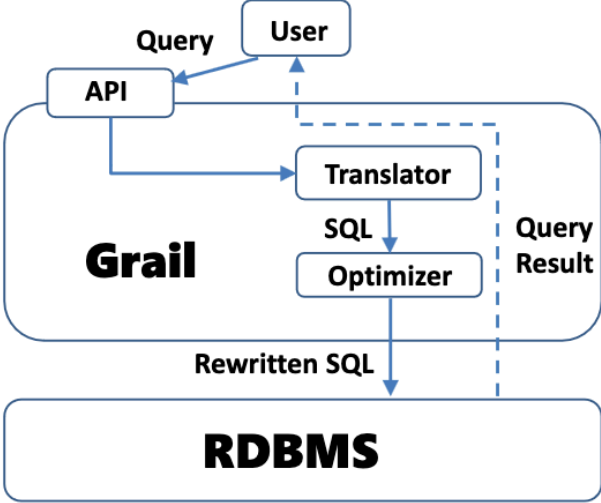 User
Query
API
Translator
SQL
Query
Result
Grail
Optimizer
Rewritten SQL
RDBMS